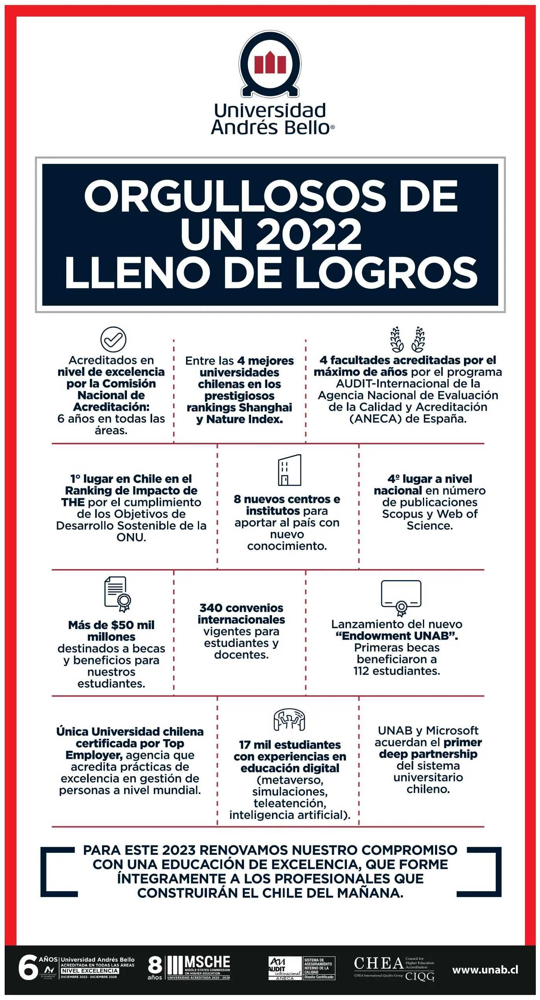 Universidad
Andrés Bello®
ORGULLOSOS DE
UN 2022
LLENO DE LOGROS
Acreditados en
nivel de excelencia
por la Comisión
Nacional de
Acreditación:
6 años en todas las
áreas.
Entre las 4 mejores
universidades
chilenas en los
prestigiosos
rankings Shanghai
y Nature Index.
4 facultades acreditadas por el
máximo de años por el programa
AUDIT-Internacional de la
Agencia Nacional de Evaluación
de la Calidad y Acreditación
(ANECA) de España.
1° lugar en Chile en el
Ranking de Impacto de
THE por el cumplimiento
de los Objetivos de
Desarrollo Sostenible de la
ONU.
8 nuevos centros e
institutos para
aportar al país con
nuevo
conocimiento.
4º lugar a nivel
nacional en número
de publicaciones
Scopus y Web of
Science.
Más de $50 mil
millones
destinados a becas
y beneficios para
nuestros
estudiantes.
340 convenios
internacionales
vigentes para
estudiantes y
docentes.
Lanzamiento del nuevo
“Endowment UNAB”.
Primeras becas
beneficiaron a
112 estudiantes.
Única Universidad chilena
certificada por Top
Employer, agencia que
acredita prácticas de
excelencia en gestión de
personas a nivel mundial.
17 mil estudiantes
con experiencias en
educación digital
(metaverso,
simulaciones,
teleatención,
inteligencia artificial).
UNAB y Microsoft
acuerdan el primer
deep partnership
del sistema
universitario
chileno.
PARA ESTE 2023 RENOVAMOS NUESTRO COMPROMISO
CON UNA EDUCACIÓN DE EXCELENCIA, QUE FORME
ÍNTEGRAMENTE A LOS PROFESIONALES QUE
CONSTRUIRÁN EL CHILE DEL MAÑANA.
6 AÑOS
Comisión Nacional
de Acreditación
Universidad Andrés Bello
ACREDITADA EN TODAS LAS ÁREAS
NIVEL EXCELENCIA
DICIEMBRE 2022 - DICIEMBRE 2028
8
años
MSCHE
MIDDLE STATES COMMISSION
ON HIGHER EDUCATION
UNIVERSIDAD ACREDITADA 2020 - 2028
AUDIT
internacional
ANECA
SISTEMA DE
ASEGURAMIENTO
INTERNO DE LA
CALIDAD
Diseño Certificado
CHEA
Council for
Higher Education
Accreditation
CHEA International Quality Group
CIQG
www.unab.cl